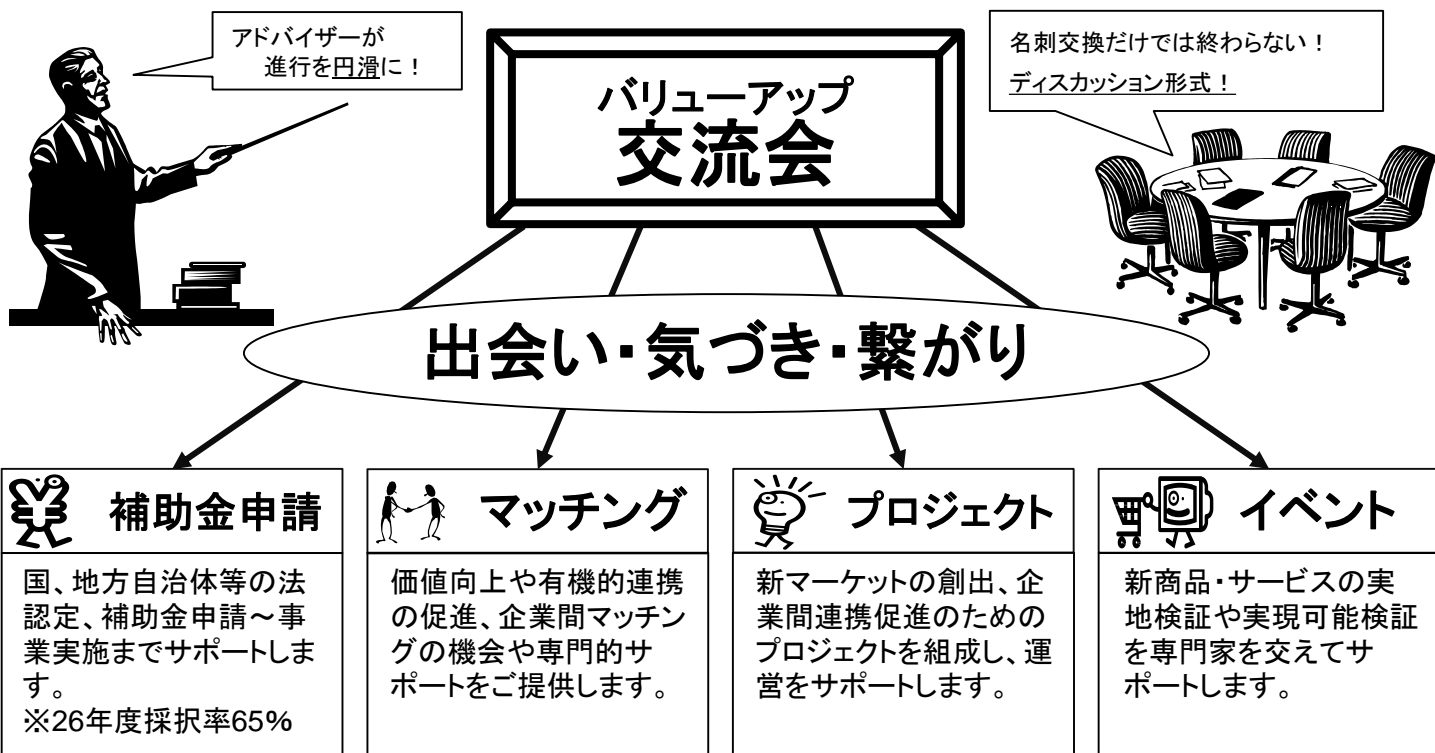 アドバイザーが
進行を円滑に！
バリューアップ
交流会
名刺交換だけでは終わらない！
ディスカッション形式！
出会い・気づき・繋がり
補助金申請
国、地方自治体等の法
認定、補助金申請～事
業実施までサポートしま
す。
※26年度採択率65%
マッチング
価値向上や有機的連携
の促進、企業間マッチン
グの機会や専門的サ
ポートをご提供します。
プロジェクト
新マーケットの創出、企
業間連携促進のための
プロジェクトを組成し、運
営をサポートします。
イベント
新商品・サービスの実
地検証や実現可能検証
を専門家を交えてサ
ポートします。